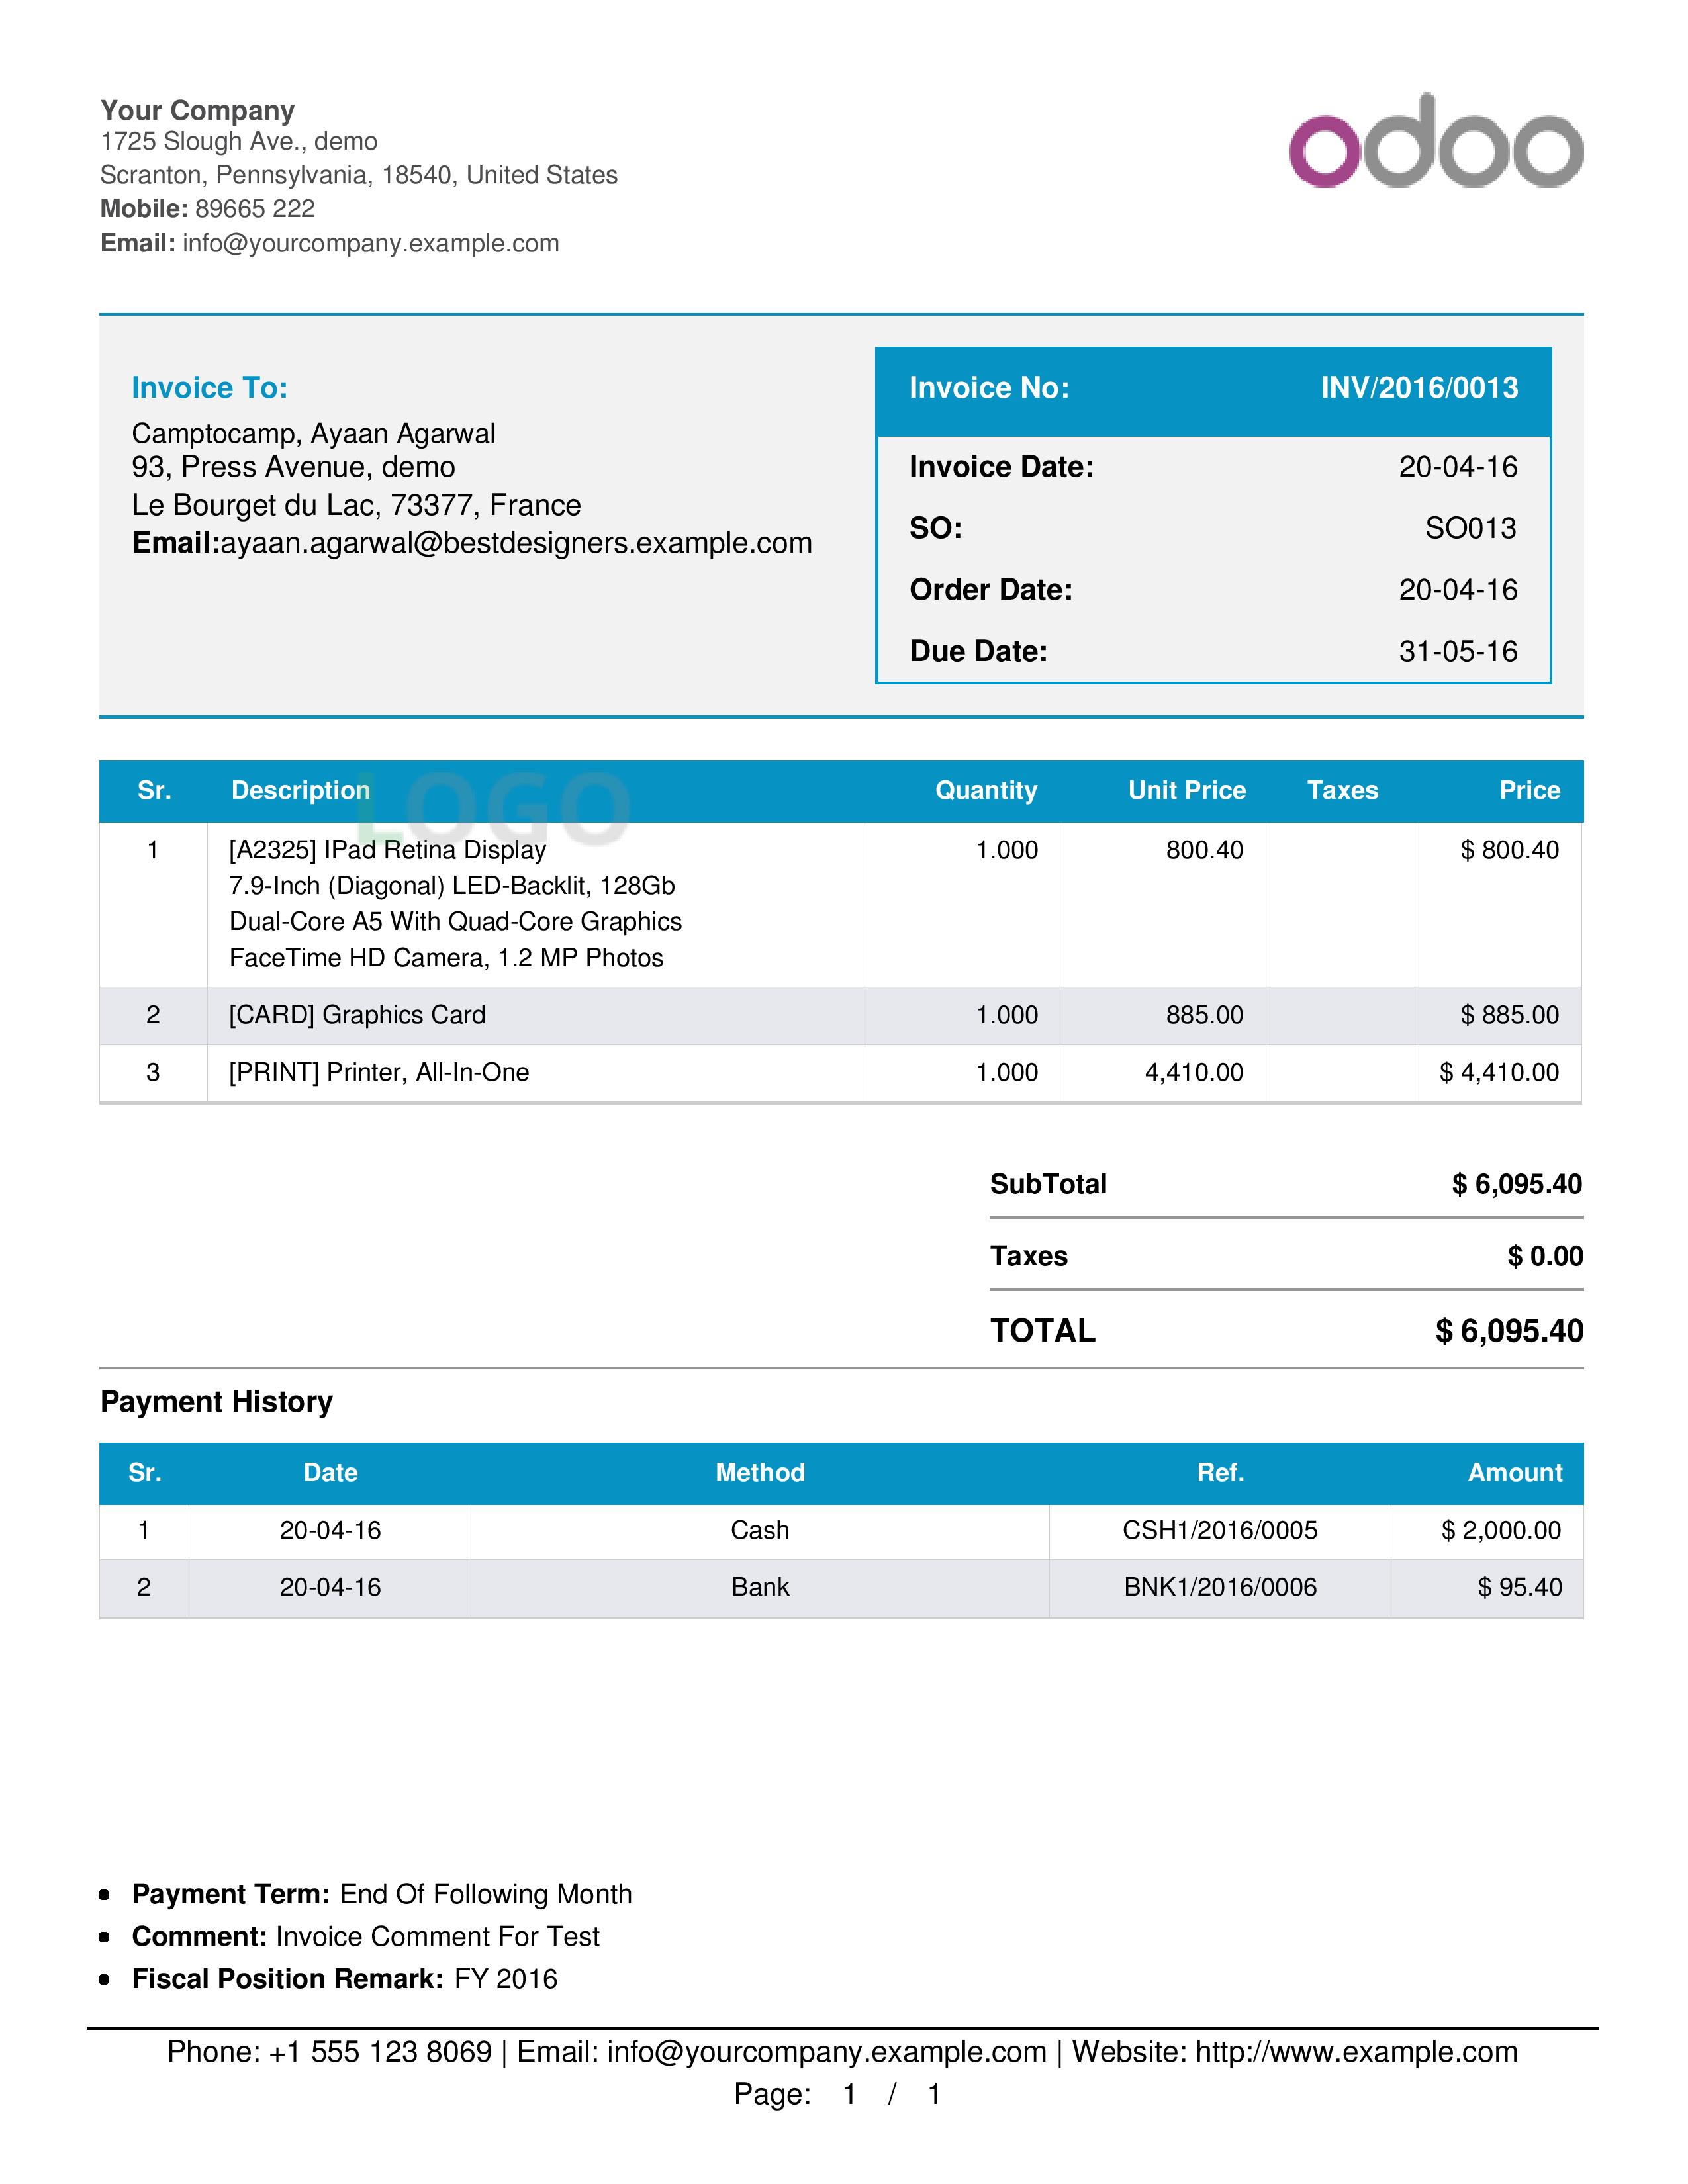 Your Company
1725 Slough Ave., demo
Scranton, Pennsylvania, 18540, United States
Mobile: 89665 222
Email: info@yourcompany.example.com
odoo
Invoice To:
Camptocamp, Ayaan Agarwal
93, Press Avenue, demo
Le Bourget du Lac, 73377, France
Email:ayaan.agarwal@bestdesigners.example.com
Invoice No: INV/2016/0013
Invoice Date: 20-04-16
SO: SO013
Order Date: 20-04-16
Due Date: 31-05-16
LOGO
Sr. Description Quantity Unit Price Taxes Price
1 [A2325] IPad Retina Display 1.000 800.40 $ 800.40
7.9-Inch (Diagonal) LED-Backlit, 128Gb
Dual-Core A5 With Quad-Core Graphics
FaceTime HD Camera, 1.2 MP Photos
2 [CARD] Graphics Card 1.000 885.00 $ 885.00
3 [PRINT] Printer, All-In-One 1.000 4,410.00 $ 4,410.00
SubTotal $ 6,095.40
Taxes $ 0.00
TOTAL $ 6,095.40
Payment History
Sr. Date Method Ref. Amount
1 20-04-16 Cash CSH1/2016/0005 $ 2,000.00
2 20-04-16 Bank BNK1/2016/0006 $ 95.40
• Payment Term: End Of Following Month
• Comment: Invoice Comment For Test
• Fiscal Position Remark: FY 2016
Phone: +1 555 123 8069 | Email: info@yourcompany.example.com | Website: http://www.example.com
Page: 1 / 1